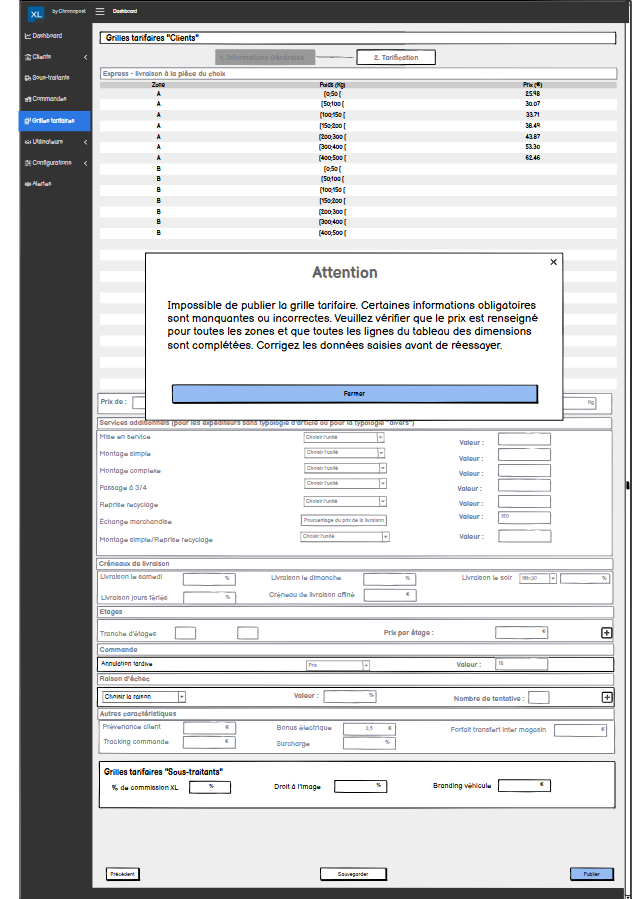 XL by Chronopost Dashboard
Dashboard
Clients
Sous-traitants
Commandes
Grilles tarifaires
Utilisateurs
Configurations
Alertes
Grilles tarifaires "Clients"
1. Informations Générales 2. Tarification
Express - livraison à la pièce du choix
Zone Poids (Kg) Prix (€)
A [0;50 [ 25.98
A [50;100 [ 30.07
A [100;150 [ 33.71
A [150;200 [ 38.49
A [200;300 [ 43.87
A [300;400 [ 53.30
A [400;500 [ 62.46
B [0;50 [
B [50;100 [
B [100;150 [
B [150;200 [
B [200;300 [
B [300;400 [
B [400;500 [
Attention
Impossible de publier la grille tarifaire. Certaines informations obligatoires
sont manquantes ou incorrectes. Veuillez vérifier que le prix est renseigné
pour toutes les zones et que toutes les lignes du tableau des dimensions
sont complétées. Corrigez les données saisies avant de réessayer.
Fermer
Prix de : Kg
Services additionnels (pour les expéditeurs sans typologie d'article ou pour la typologie "divers")
Mise en service Choisir l'unité Valeur :
Montage simple Choisir l'unité Valeur :
Montage complexe Choisir l'unité Valeur :
Passage à 3/4 Choisir l'unité Valeur :
Reprise recyclage Choisir l'unité Valeur :
Échange marchandise Pourcentage du prix de la livraison Valeur : 150
Montage simple/Reprise recyclage Choisir l'unité Valeur :
Créneaux de livraison
Livraison le samedi % Livraison le dimanche % Livraison le soir %
Livraison jours fériés % Créneau de livraison affiné €
Etages
Tranche d'étages Prix par étage : €
Commande
Annulation tardive Prix Valeur : 15
Raison d'échec
Choisir la raison Valeur : % Nombre de tentative :
Autres caractéristiques
Prévenance client € Bonus électrique 3,5 € Forfait transfert inter magasin €
Tracking commande € Surcharge %
Grilles tarifaires "Sous-traitants"
% de commission XL % Droit à l'image % Branding véhicule €
Précédent Sauvegarder Publier